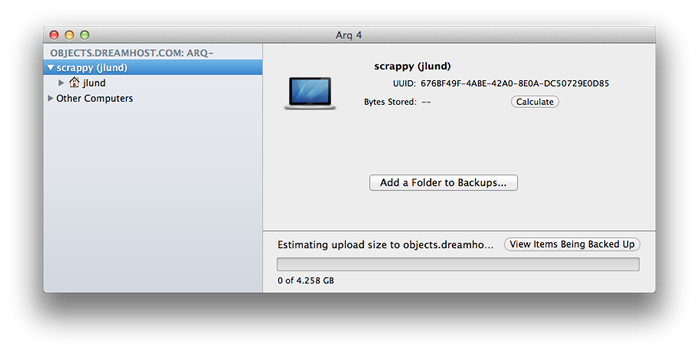 Arq 4
OBJECTS.DREAMHOST.COM: ARQ-
scrappy (jlund)
jlund
Other Computers
scrappy (jlund)
UUID: 676BF49F-4ABE-42A0-8E0A-DC50729E0D85
Bytes Stored: -- Calculate
Add a Folder to Backups...
Estimating upload size to objects.dreamho... View Items Being Backed Up
0 of 4.258 GB